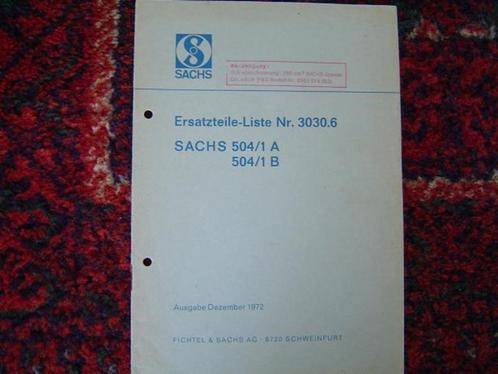 SACHS
Ersatzteile-Liste Nr. 3030.6
SACHS 504/1 A
504/1 B
Ausgabe Dezember 1972
FICHTEL & SACHS AG · 8720 SCHWEINFURT